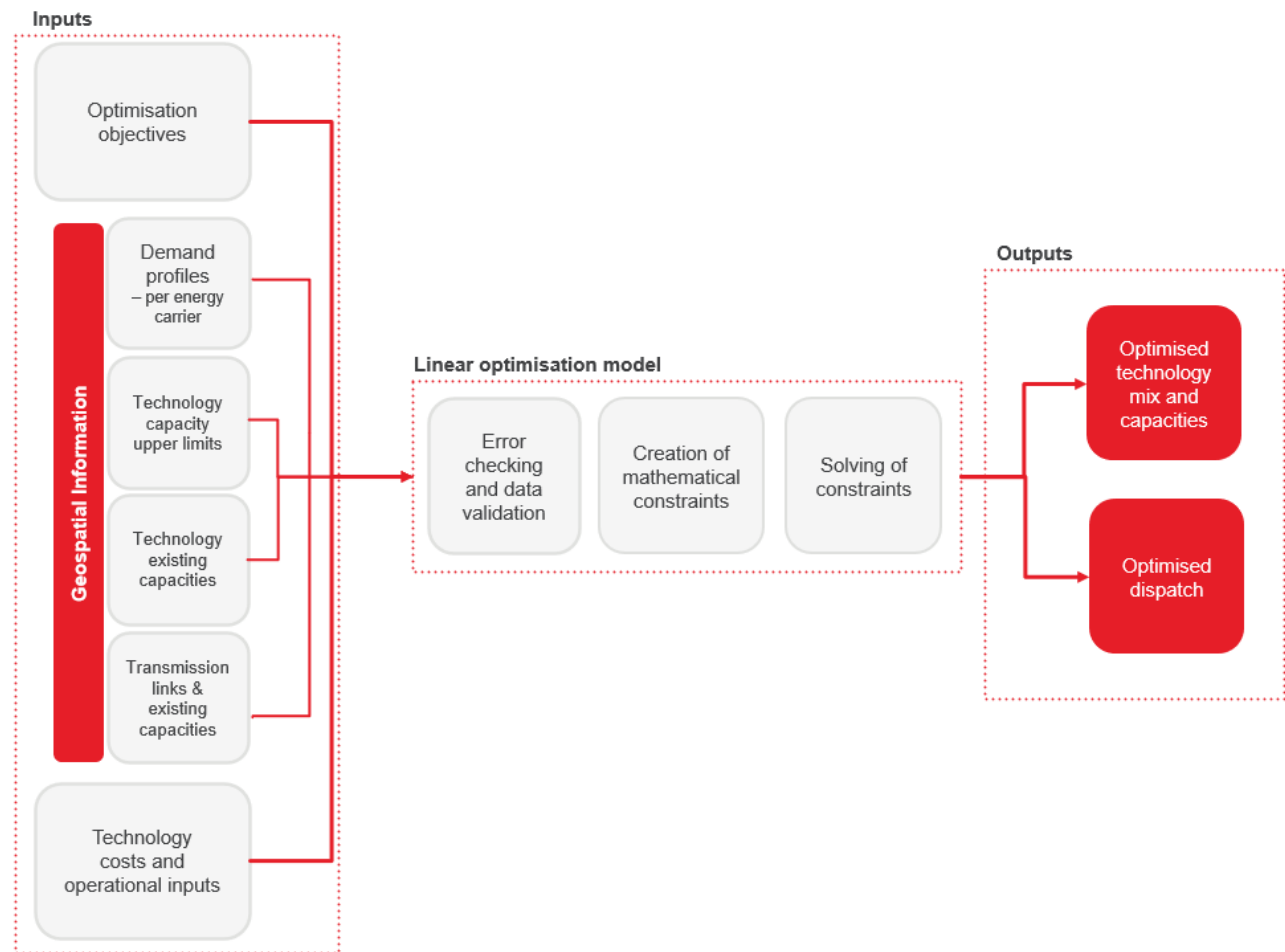 Inputs
Optimisation
objectives
Geospatial Information
Demand
profiles
– per energy
carrier
Technology
capacity
upper limits
Technology
existing
capacities
Transmission
links &
existing
capacities
Technology
costs and
operational inputs
Linear optimisation model
Error
checking
and data
validation
Creation of
mathematical
constraints
Solving of
constraints
Outputs
Optimised
technology
mix and
capacities
Optimised
dispatch